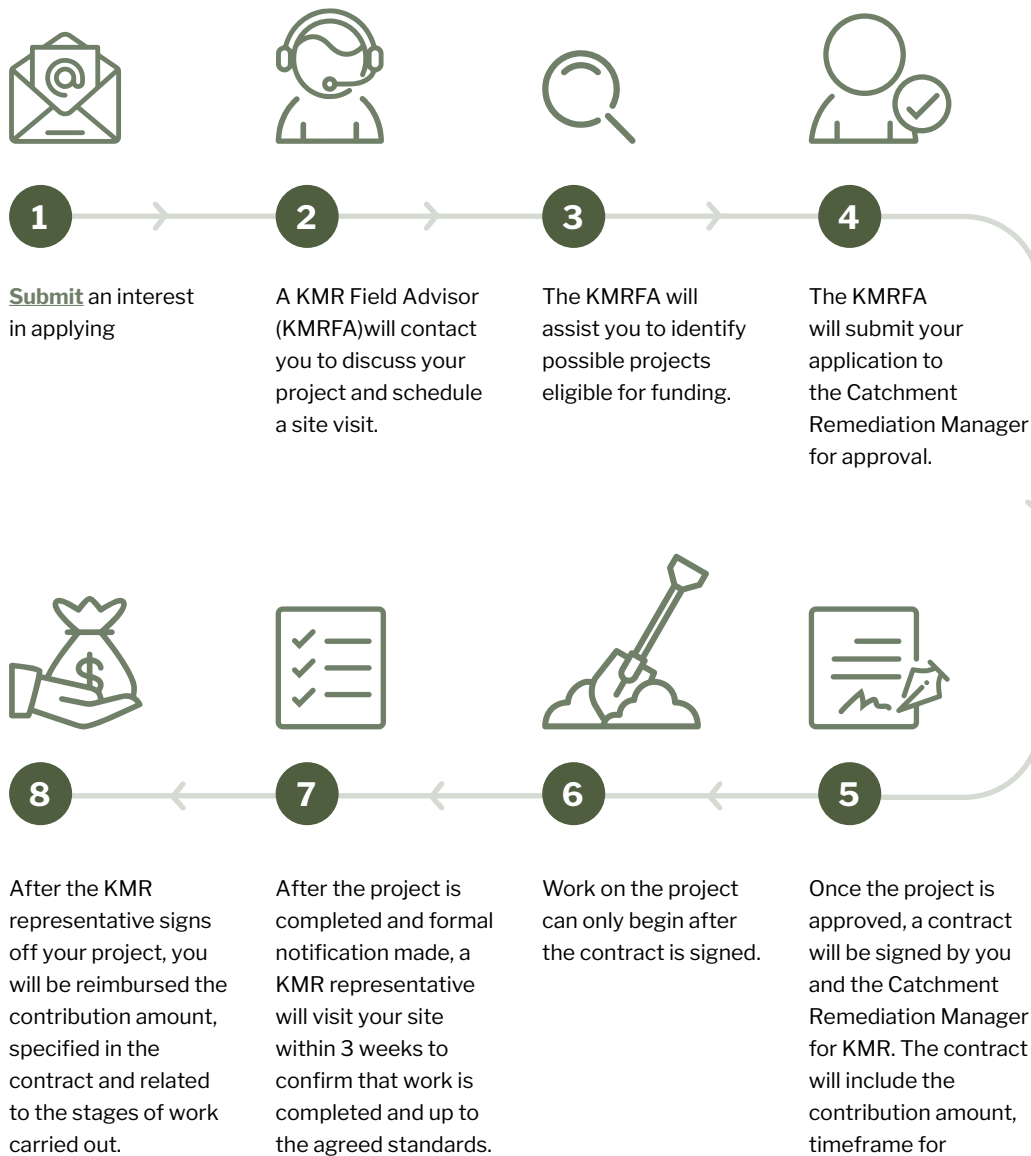 1
Submit an interest
in applying
2
A KMR Field Advisor
(KMRFA)will contact
you to discuss your
project and schedule
a site visit.
3
The KMRFA will
assist you to identify
possible projects
eligible for funding.
4
The KMRFA
will submit your
application to
the Catchment
Remediation Manager
for approval.
5
Once the project is
approved, a contract
will be signed by you
and the Catchment
Remediation Manager
for KMR. The contract
will include the
contribution amount,
timeframe for
6
Work on the project
can only begin after
the contract is signed.
7
After the project is
completed and formal
notification made, a
KMR representative
will visit your site
within 3 weeks to
confirm that work is
completed and up to
the agreed standards.
8
After the KMR
representative signs
off your project, you
will be reimbursed the
contribution amount,
specified in the
contract and related
to the stages of work
carried out.